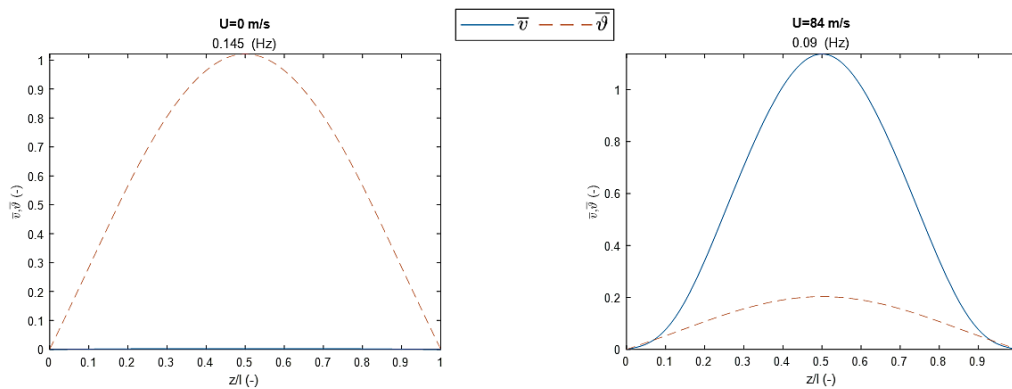 U=0 m/s
0.145 (Hz)
v̅ ϑ̅
U=84 m/s
0.09 (Hz)
1
0.9
0.8
0.7
0.6
0.5
0.4
0.3
0.2
0.1
0
v̅,ϑ̅ (-)
0 0.1 0.2 0.3 0.4 0.5 0.6 0.7 0.8 0.9 1
z/l (-)
1
0.8
0.6
0.4
0.2
0
v̅,ϑ̅ (-)
0 0.1 0.2 0.3 0.4 0.5 0.6 0.7 0.8 0.9
z/l (-)